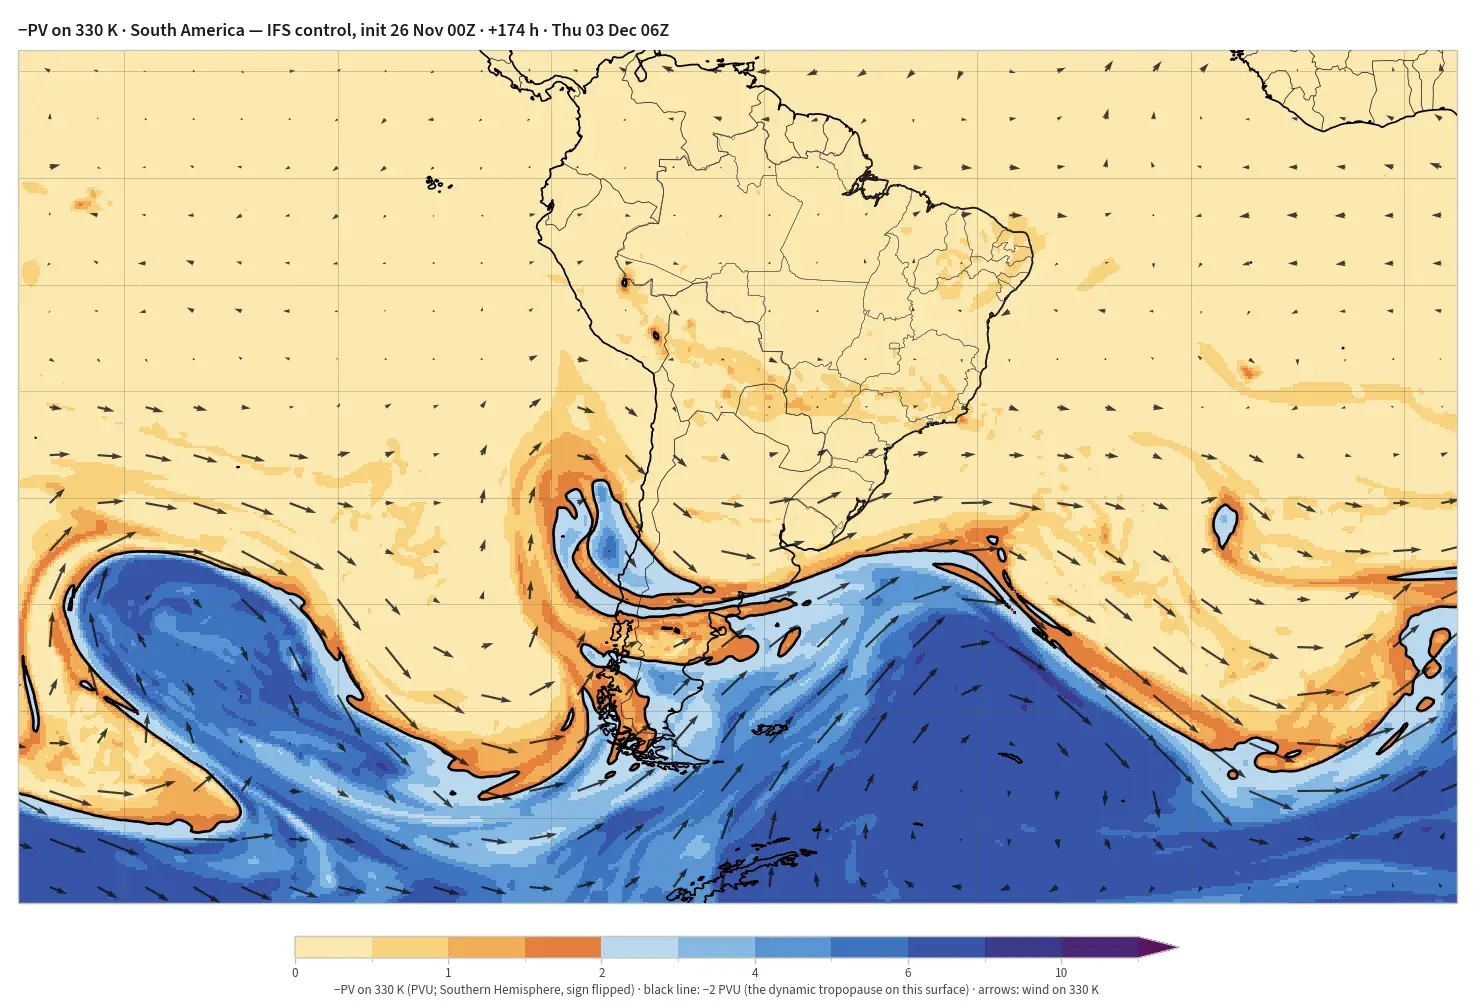 −PV on 330 K · South America — IFS control, init 26 Nov 00Z · +174 h · Thu 03 Dec 06Z
0 1 2 4 6 10
−PV on 330 K (PVU; Southern Hemisphere, sign flipped) · black line: −2 PVU (the dynamic tropopause on this surface) · arrows: wind on 330 K